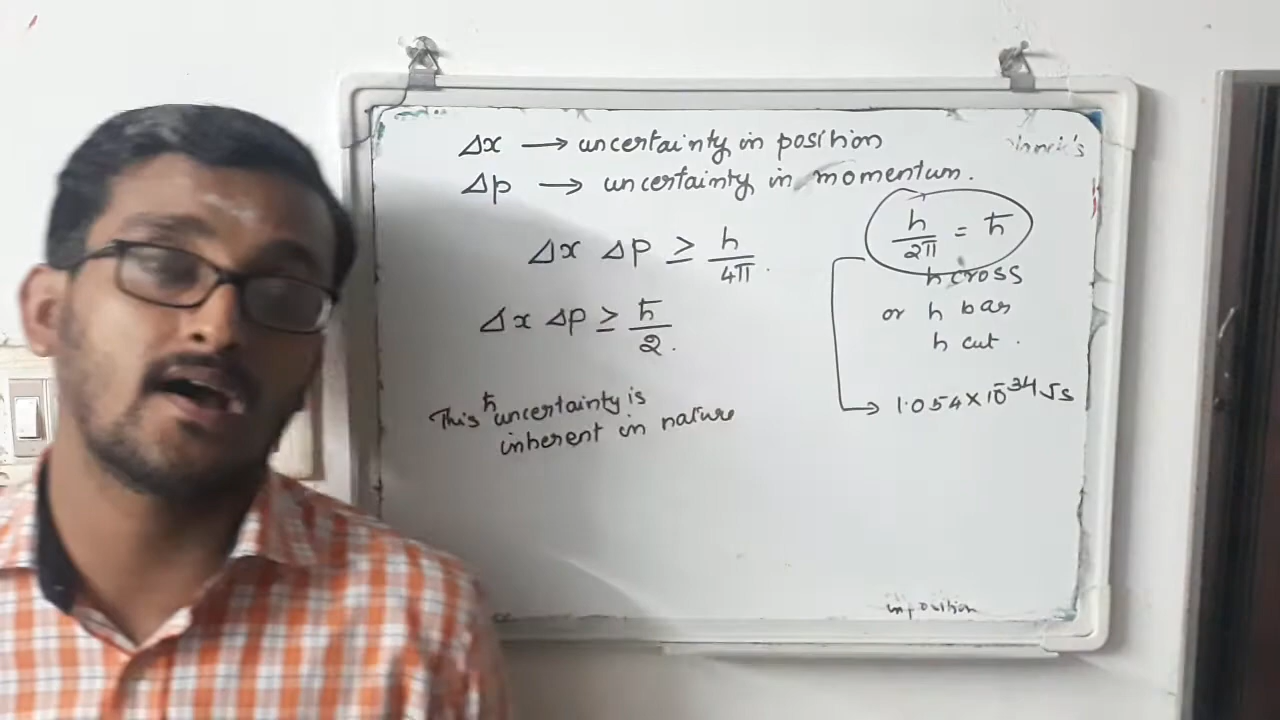 Δx → uncertainty in position
Δp → uncertainty in momentum.
Δx Δp ≥ h/4π.
h/2π = ħ
h cross
or h bar
h cut.
Δx Δp ≥ ħ/2.
1.054×10⁻³⁴ Js
This ħ uncertainty is
inherent in nature